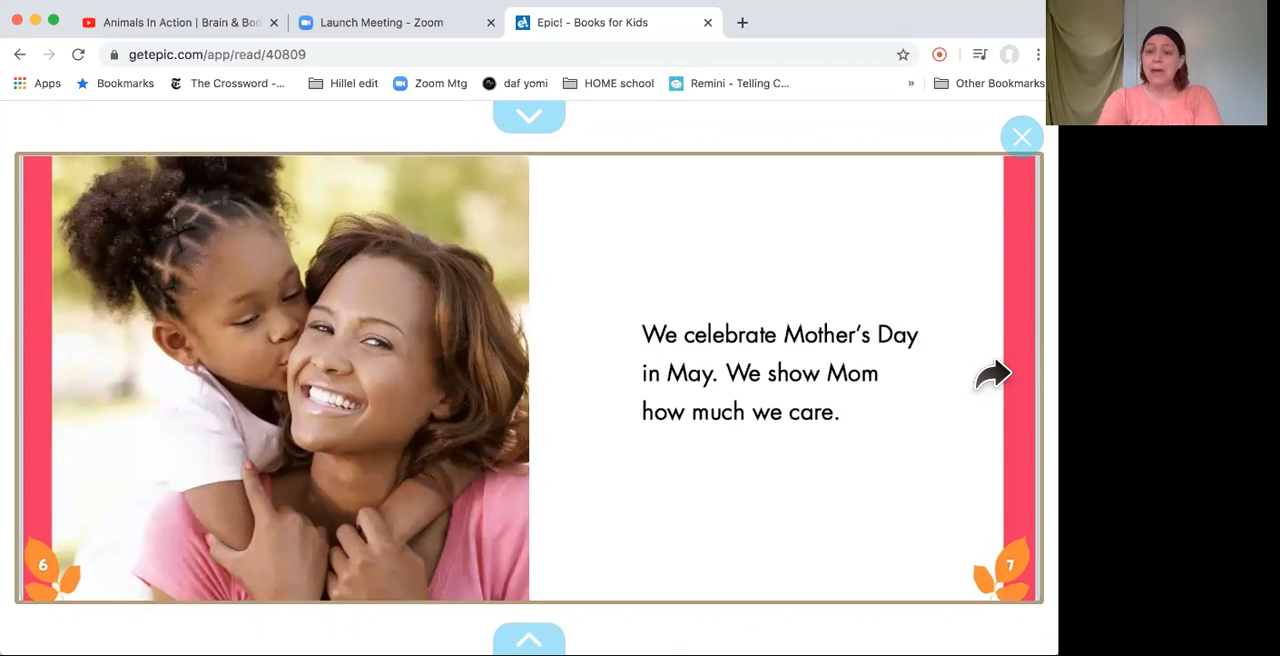 Animals In Action | Brain & Bod
Launch Meeting - Zoom
Epic! - Books for Kids
getepic.com/app/read/40809
Apps
Bookmarks
The Crossword -...
Hillel edit
Zoom Mtg
daf yomi
HOME school
Remini - Telling C...
»
Other Bookmarks
We celebrate Mother's Day
in May. We show Mom
how much we care.
6
7